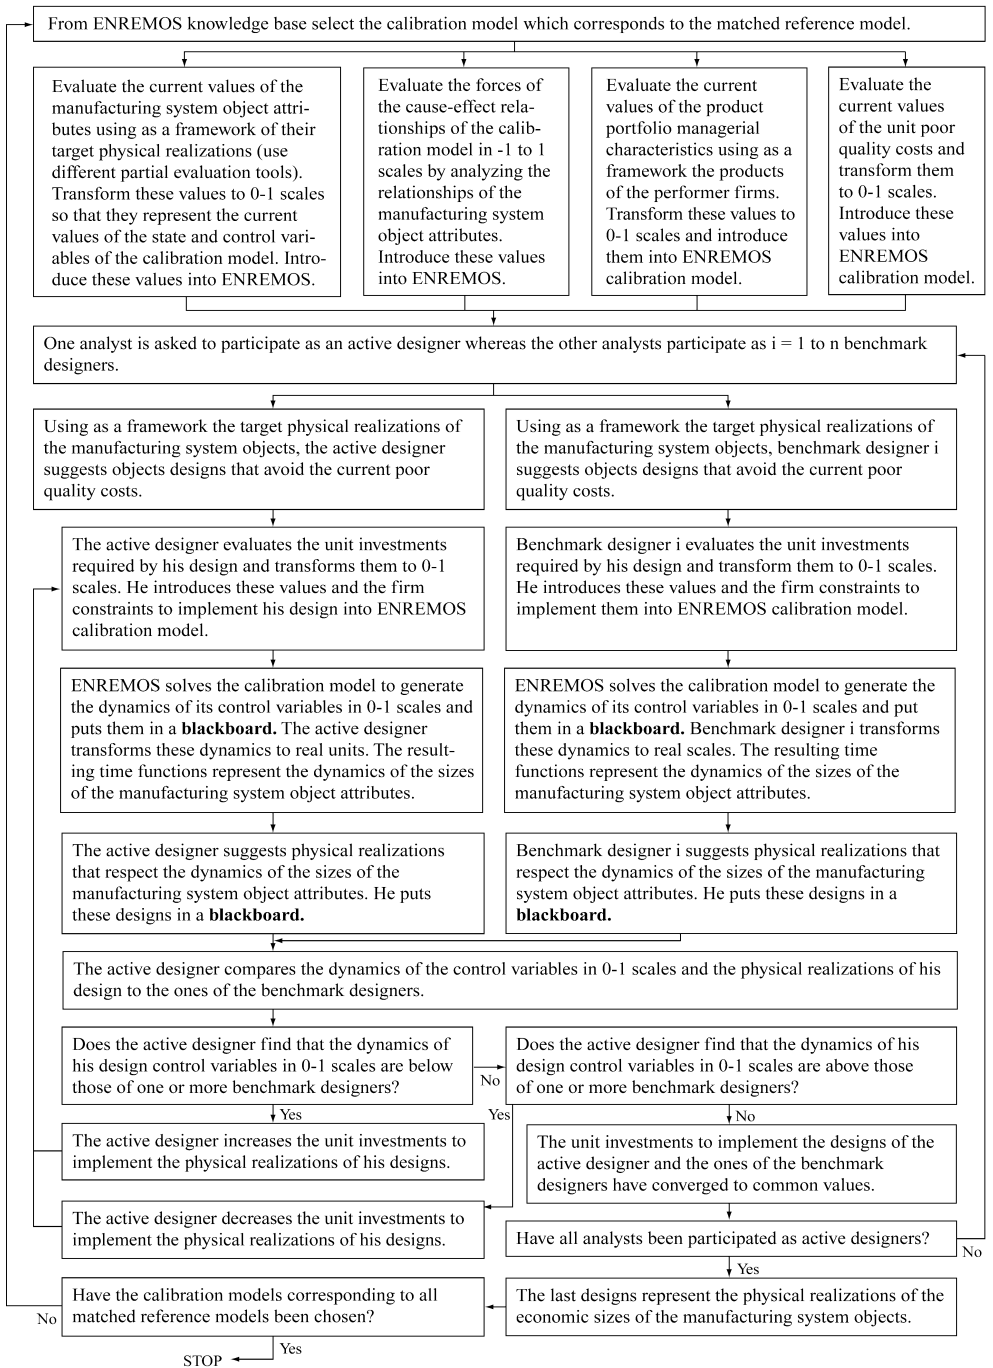 From ENREMOS knowledge base select the calibration model which corresponds to the matched reference model.
Evaluate the current values of the
manufacturing system object attri-
butes using as a framework of their
target physical realizations (use
different partial evaluation tools).
Transform these values to 0-1 scales
so that they represent the current
values of the state and control vari-
ables of the calibration model. Intro-
duce these values into ENREMOS.
Evaluate the forces of
the cause-effect rela-
tionships of the calib-
ration model in -1 to 1
scales by analyzing the
relationships of the
manufacturing system
object attributes.
Introduce these values
into ENREMOS.
Evaluate the current
values of the product
portfolio managerial
characteristics using as a
framework the products
of the performer firms.
Transform these values to
0-1 scales and introduce
them into ENREMOS
calibration model.
Evaluate the
current values
of the unit poor
quality costs and
transform them
to 0-1 scales.
Introduce these
values into
ENREMOS
calibration model.
One analyst is asked to participate as an active designer whereas the other analysts participate as i = 1 to n benchmark
designers.
Using as a framework the target physical realizations of
the manufacturing system objects, the active designer
suggests objects designs that avoid the current poor
quality costs.
Using as a framework the target physical realizations of
the manufacturing system objects, benchmark designer i
suggests objects designs that avoid the current poor
quality costs.
The active designer evaluates the unit investments
required by his design and transforms them to 0-1
scales. He introduces these values and the firm
constraints to implement his design into ENREMOS
calibration model.
Benchmark designer i evaluates the unit investments
required by his design and transform them to 0-1 scales.
He introduces these values and the firm constraints to
implement them into ENREMOS calibration model.
ENREMOS solves the calibration model to generate
the dynamics of its control variables in 0-1 scales and
puts them in a blackboard. The active designer
transforms these dynamics to real units. The result-
ing time functions represent the dynamics of the sizes
of the manufacturing system object attributes.
ENREMOS solves the calibration model to generate the
dynamics of its control variables in 0-1 scales and put
them in a blackboard. Benchmark designer i transforms
these dynamics to real scales. The resulting time
functions represent the dynamics of the sizes of the
manufacturing system object attributes.
The active designer suggests physical realizations
that respect the dynamics of the sizes of the
manufacturing system object attributes. He puts
these designs in a blackboard.
Benchmark designer i suggests physical realizations that
respect the dynamics of the sizes of the manufacturing
system object attributes. He puts these designs in a
blackboard.
The active designer compares the dynamics of the control variables in 0-1 scales and the physical realizations of his
design to the ones of the benchmark designers.
Does the active designer find that the dynamics of
his design control variables in 0-1 scales are below
those of one or more benchmark designers?
No
Does the active designer find that the dynamics of his
design control variables in 0-1 scales are above those
of one or more benchmark designers?
Yes
Yes
No
The active designer increases the unit investments to
implement the physical realizations of his designs.
The unit investments to implement the designs of the
active designer and the ones of the benchmark
designers have converged to common values.
The active designer decreases the unit investments to
implement the physical realizations of his designs.
Have all analysts been participated as active designers?
No
Yes
Have the calibration models corresponding to all
matched reference models been chosen?
The last designs represent the physical realizations of the
economic sizes of the manufacturing system objects.
No
Yes
STOP